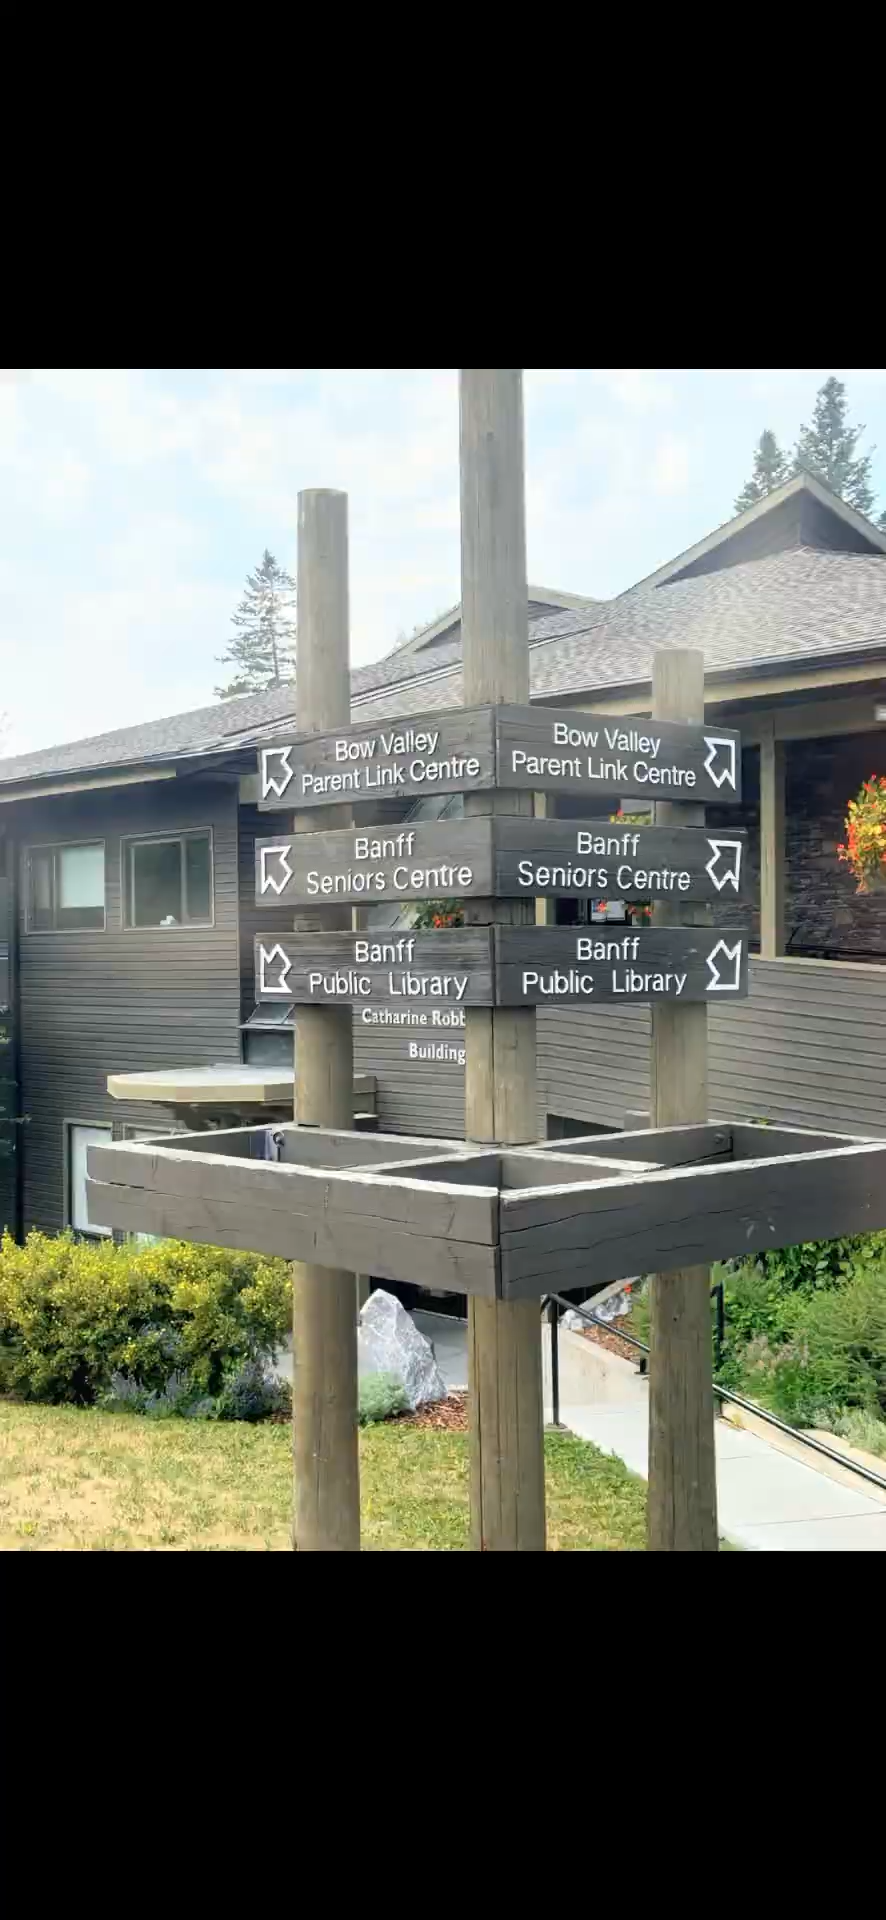 Bow Valley
Parent Link Centre
Bow Valley
Parent Link Centre
Banff
Seniors Centre
Banff
Seniors Centre
Banff
Public Library
Banff
Public Library
Catharine Robb
Building